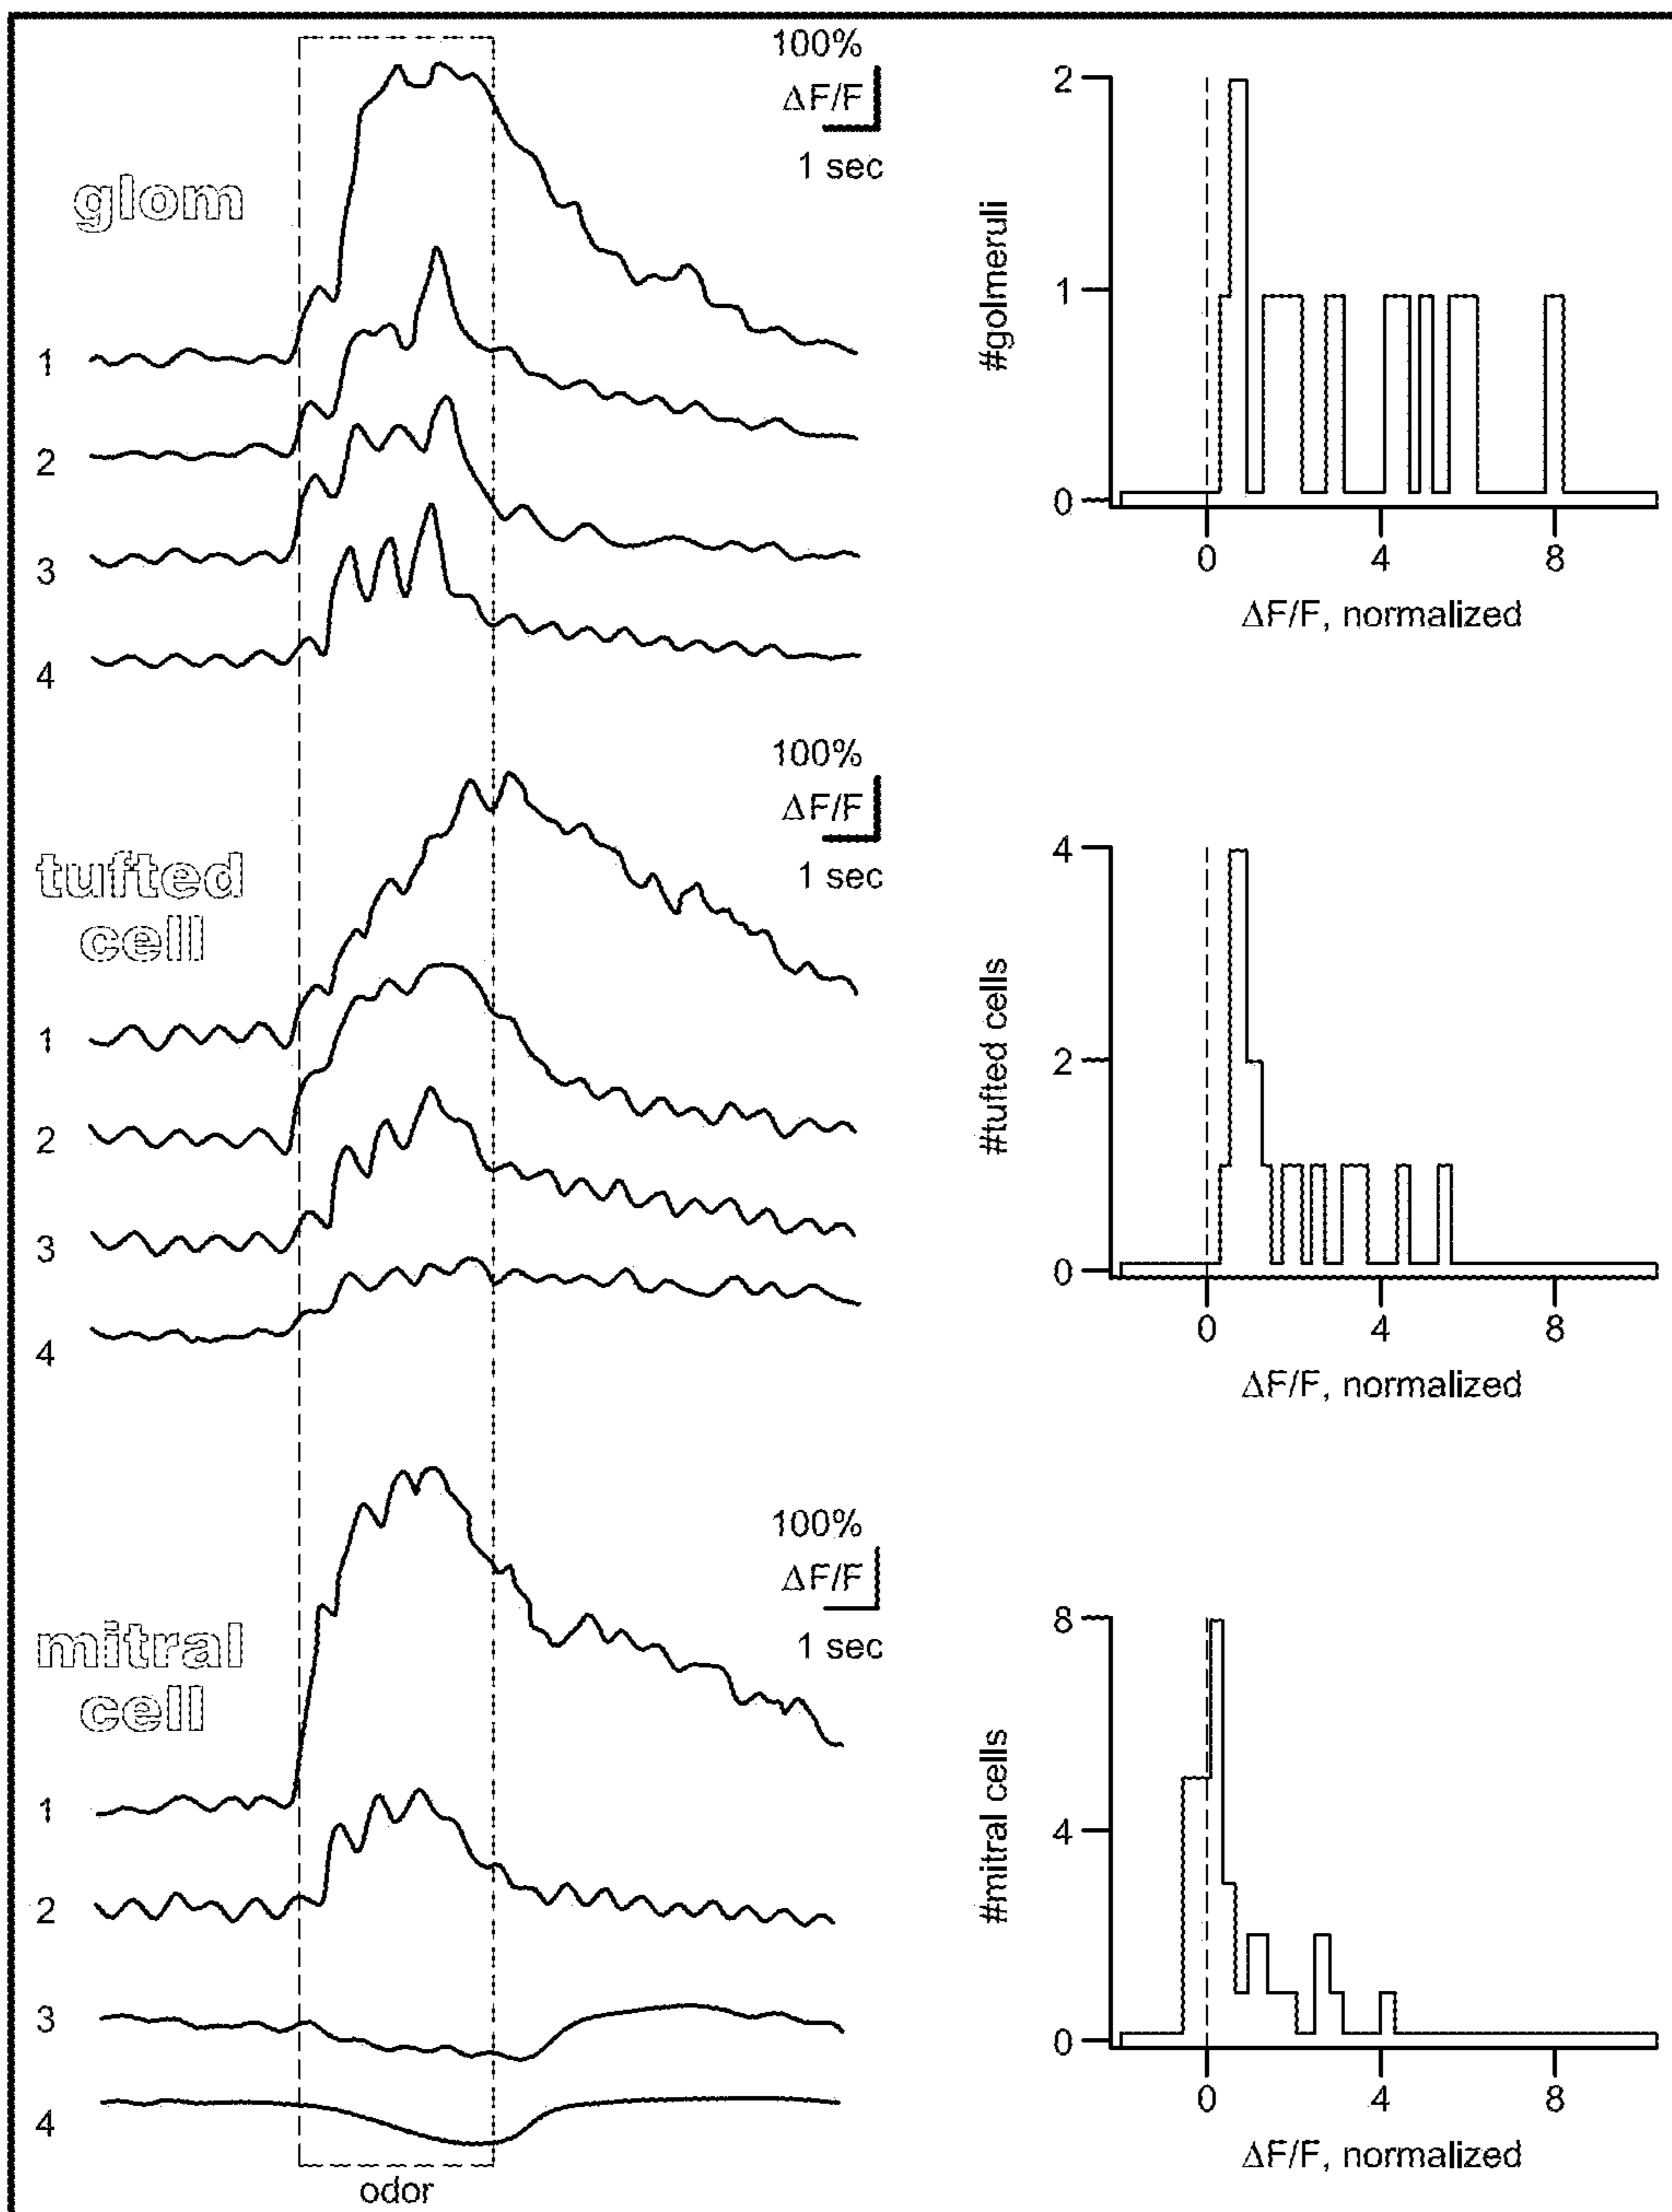 glom
100%
ΔF/F
1 sec
1
2
3
4
#golmeruli
2
1
0
0 4 8
ΔF/F, normalized
tufted
cell
100%
ΔF/F
1 sec
1
2
3
4
#tufted cells
4
2
0
0 4 8
ΔF/F, normalized
mitral
cell
100%
ΔF/F
1 sec
1
2
3
4
odor
#mitral cells
8
4
0
0 4 8
ΔF/F, normalized